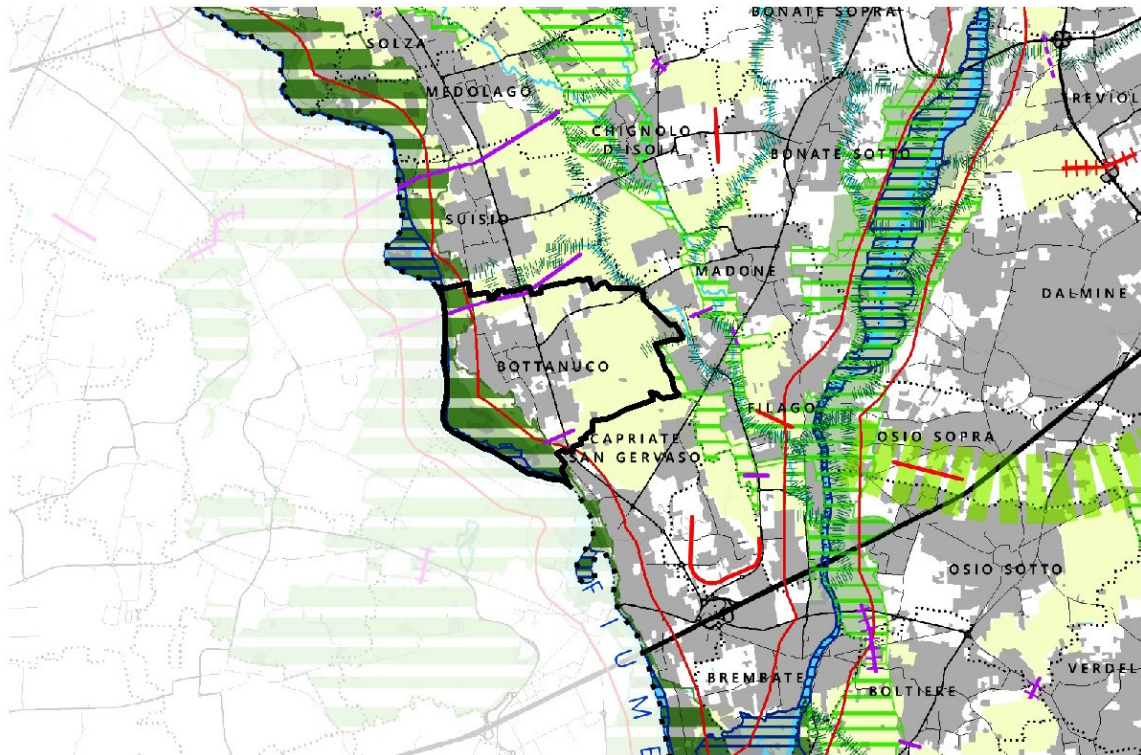 BONATE SOPRA
SOLZA
MEDOLAGO
TREVIOL
CHIGNOLO
D'ISOLA
BONATE SOTTO
SUISIO
MADONE
DALMINE
BOTTANUCO
FILAGO
CAPRIATE
SAN GERVASO
OSIO SOPRA
OSIO SOTTO
FIUME
BREMBATE
BOLTIERE
VERDEL